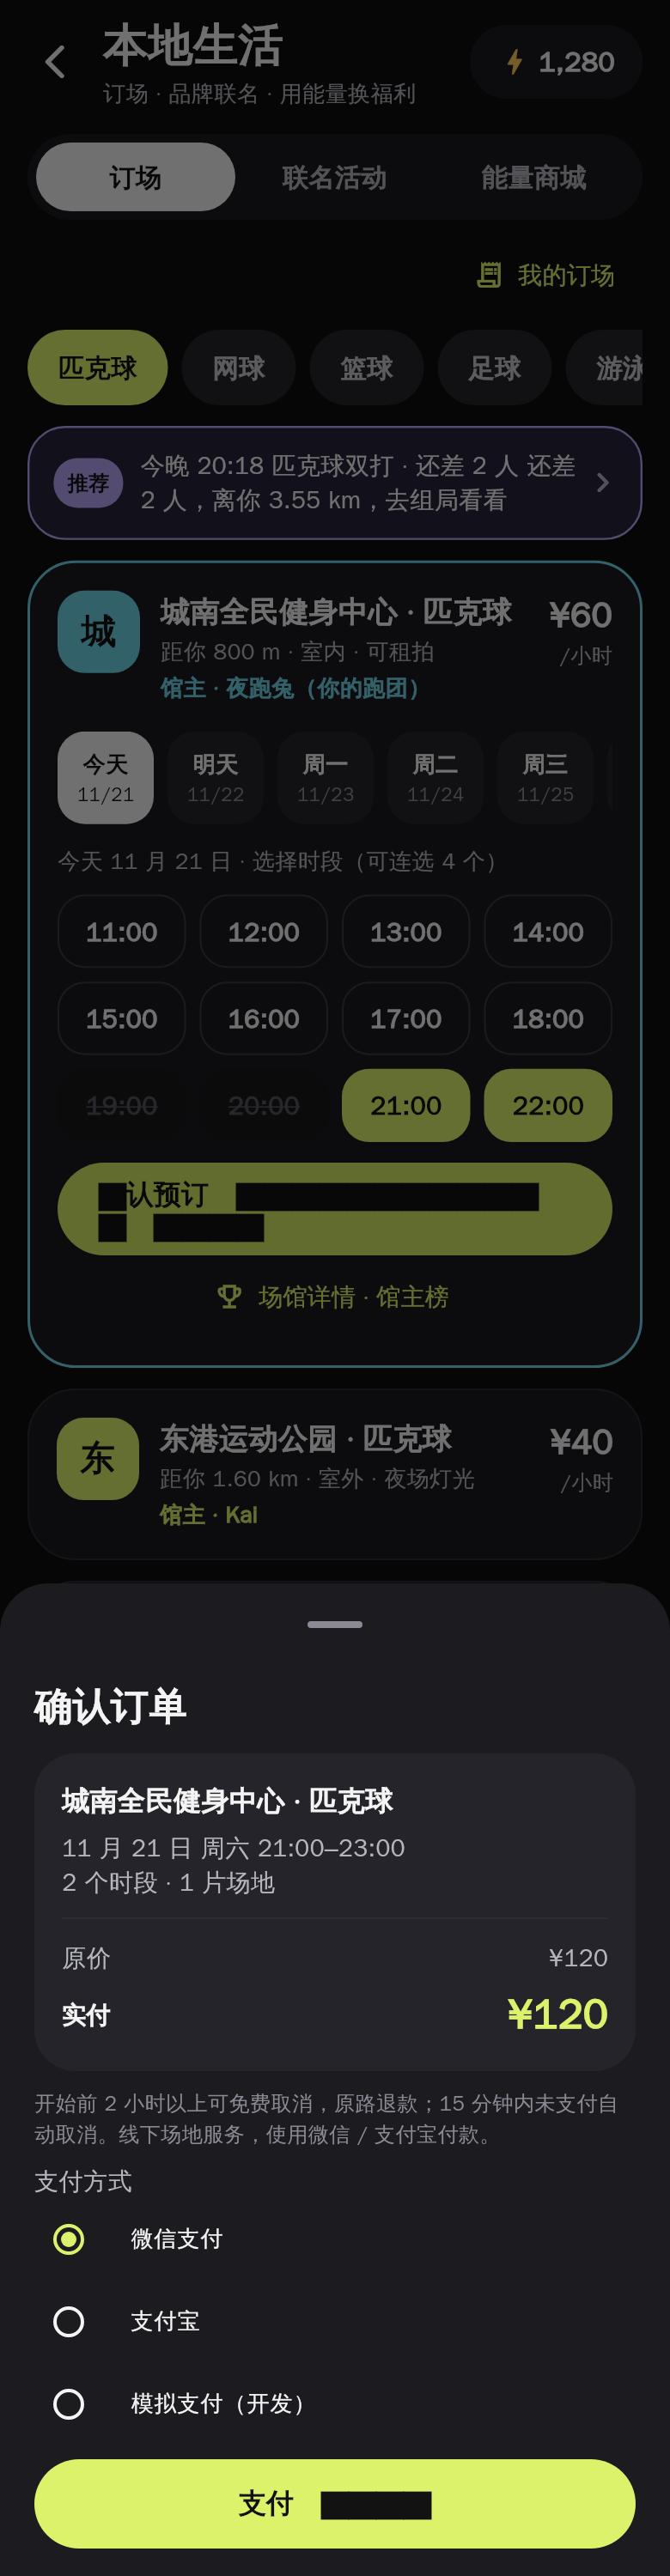 本地生活
订场 · 品牌联名 · 用能量换福利
1,280
订场
联名活动
能量商城
我的订场
匹克球
网球
篮球
足球
游泳
推荐
今晚 20:18 匹克球双打 · 还差 2 人 还差
2 人，离你 3.55 km，去组局看看
城
城南全民健身中心 · 匹克球
¥60
距你 800 m · 室内 · 可租拍
/小时
馆主 · 夜跑兔（你的跑团）
今天
11/21
明天
11/22
周一
11/23
周二
11/24
周三
11/25
今天 11 月 21 日 · 选择时段（可连选 4 个）
11:00
12:00
13:00
14:00
15:00
16:00
17:00
18:00
19:00
20:00
21:00
22:00
认预订
场馆详情 · 馆主榜
东
东港运动公园 · 匹克球
¥40
距你 1.60 km · 室外 · 夜场灯光
/小时
馆主 · Kai
确认订单
城南全民健身中心 · 匹克球
11 月 21 日 周六 21:00–23:00
2 个时段 · 1 片场地
原价
¥120
实付
¥120
开始前 2 小时以上可免费取消，原路退款；15 分钟内未支付自
动取消。线下场地服务，使用微信 / 支付宝付款。
支付方式
微信支付
支付宝
模拟支付（开发）
支付